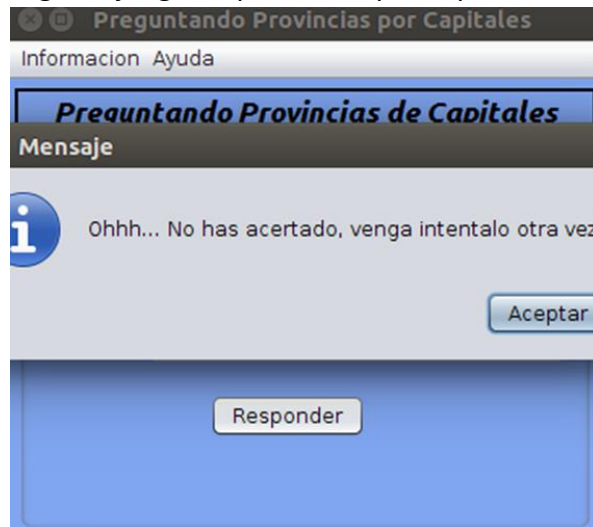 Preguntando Provincias por Capitales
Informacion Ayuda
Preguntando Provincias de Capitales
Mensaje
Ohhh... No has acertado, venga intentalo otra vez
Aceptar
Responder